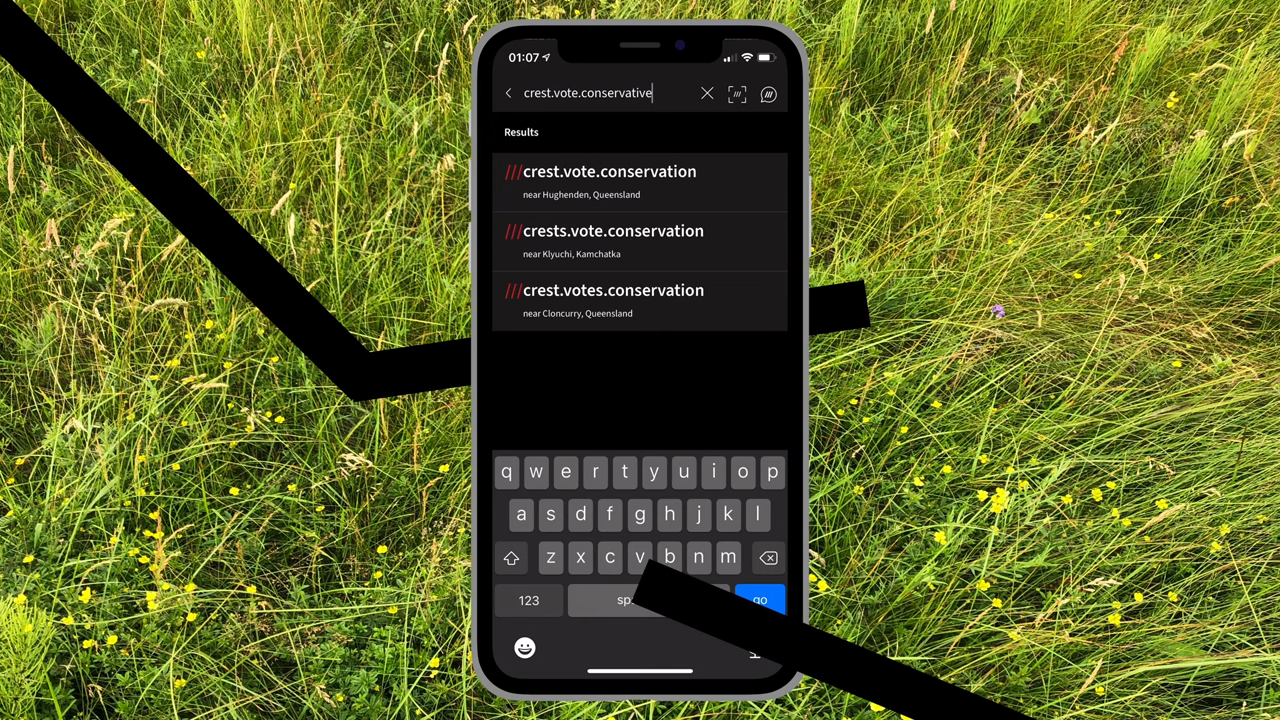 01:07
crest.vote.conservative
Results
///crest.vote.conservation
near Hughenden, Queensland
///crests.vote.conservation
near Klyuchi, Kamchatka
///crest.votes.conservation
near Cloncurry, Queensland
q w e r t y u i o p
a s d f g h j k l
z x c v b n m
123 go